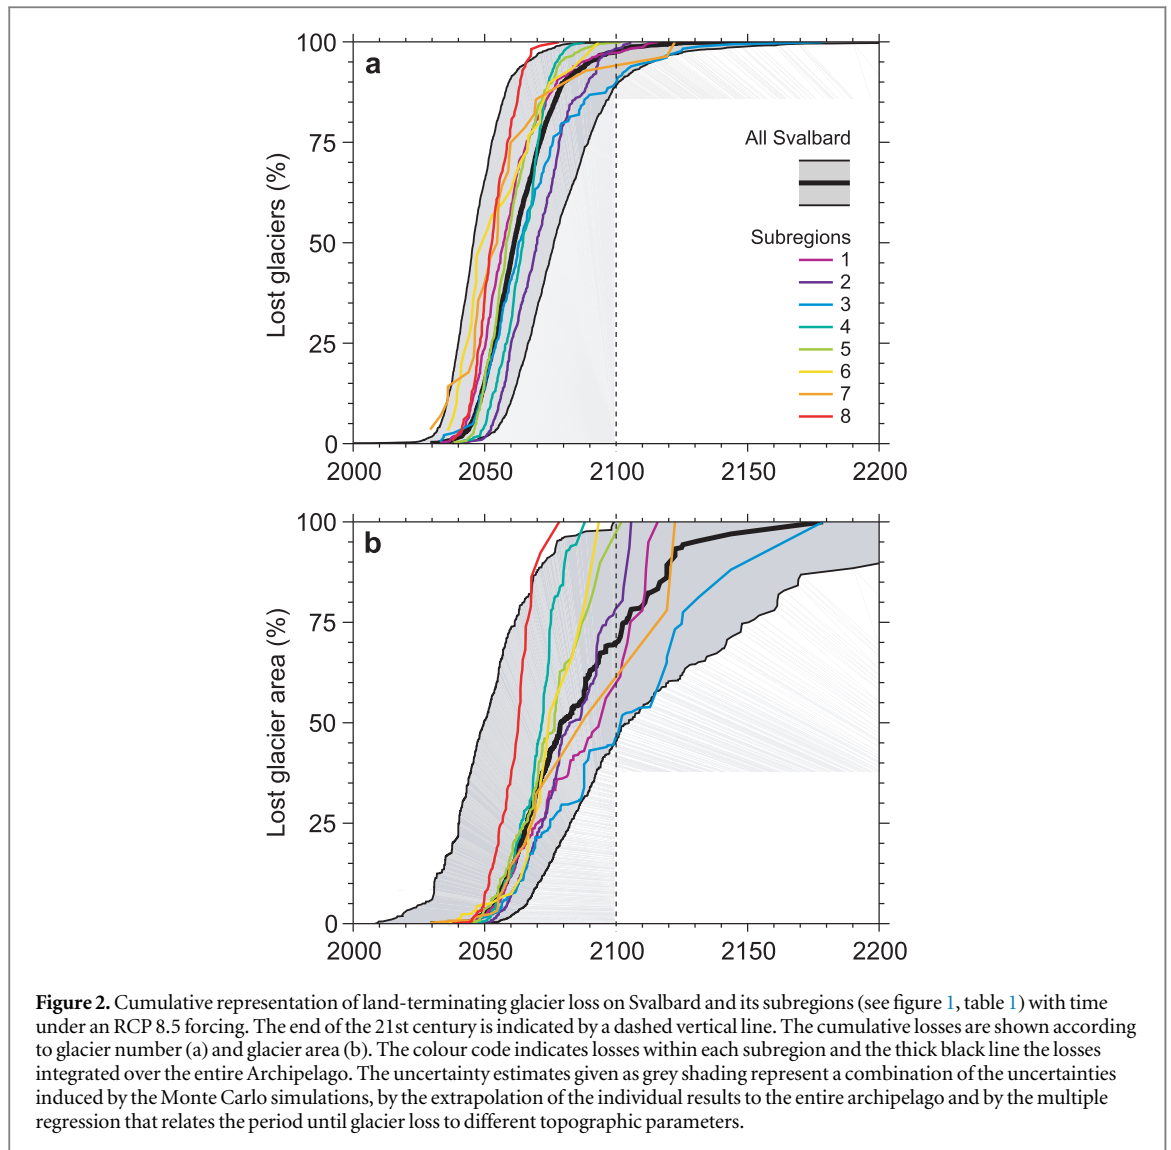 100
75
50
25
0
Lost glaciers (%)
a
All Svalbard
Subregions
1
2
3
4
5
6
7
8
2000 2050 2100 2150 2200
100
75
50
25
0
Lost glacier area (%)
b
2000 2050 2100 2150 2200
Figure 2. Cumulative representation of land-terminating glacier loss on Svalbard and its subregions (see figure 1, table 1) with time
under an RCP 8.5 forcing. The end of the 21st century is indicated by a dashed vertical line. The cumulative losses are shown according
to glacier number (a) and glacier area (b). The colour code indicates losses within each subregion and the thick black line the losses
integrated over the entire Archipelago. The uncertainty estimates given as grey shading represent a combination of the uncertainties
induced by the Monte Carlo simulations, by the extrapolation of the individual results to the entire archipelago and by the multiple
regression that relates the period until glacier loss to different topographic parameters.